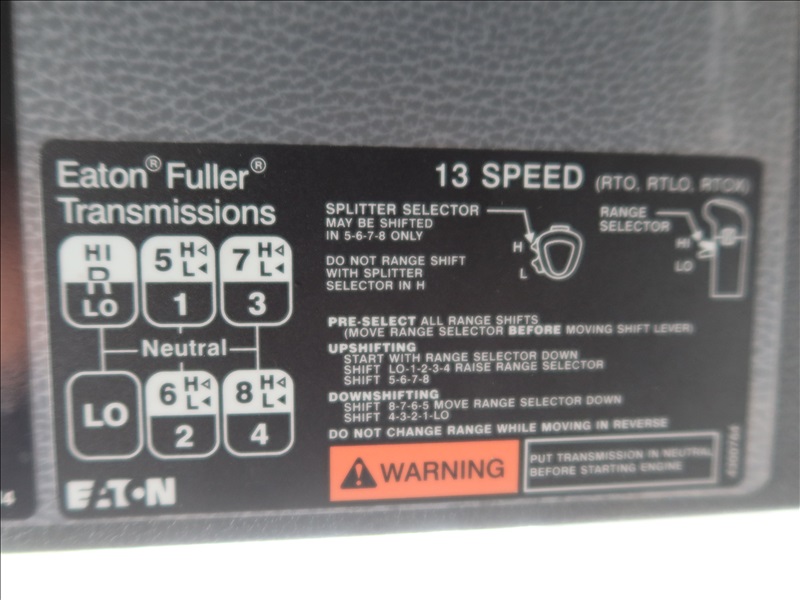 Eaton® Fuller®
Transmissions
13 SPEED (RTO, RTLO, RTOX)
SPLITTER SELECTOR
MAY BE SHIFTED
IN 5-6-7-8 ONLY
DO NOT RANGE SHIFT
WITH SPLITTER
SELECTOR IN H
H
L
RANGE
SELECTOR
HI
LO
HI
R
LO
5 H
L
1
7 H
L
3
Neutral
LO
6 H
L
2
8 H
L
4
PRE-SELECT ALL RANGE SHIFTS
(MOVE RANGE SELECTOR BEFORE MOVING SHIFT LEVER)
UPSHIFTING
START WITH RANGE SELECTOR DOWN
SHIFT LO-1-2-3-4 RAISE RANGE SELECTOR
SHIFT 5-6-7-8
DOWNSHIFTING
SHIFT 8-7-6-5 MOVE RANGE SELECTOR DOWN
SHIFT 4-3-2-1-LO
DO NOT CHANGE RANGE WHILE MOVING IN REVERSE
WARNING
PUT TRANSMISSION IN NEUTRAL
BEFORE STARTING ENGINE
EATON